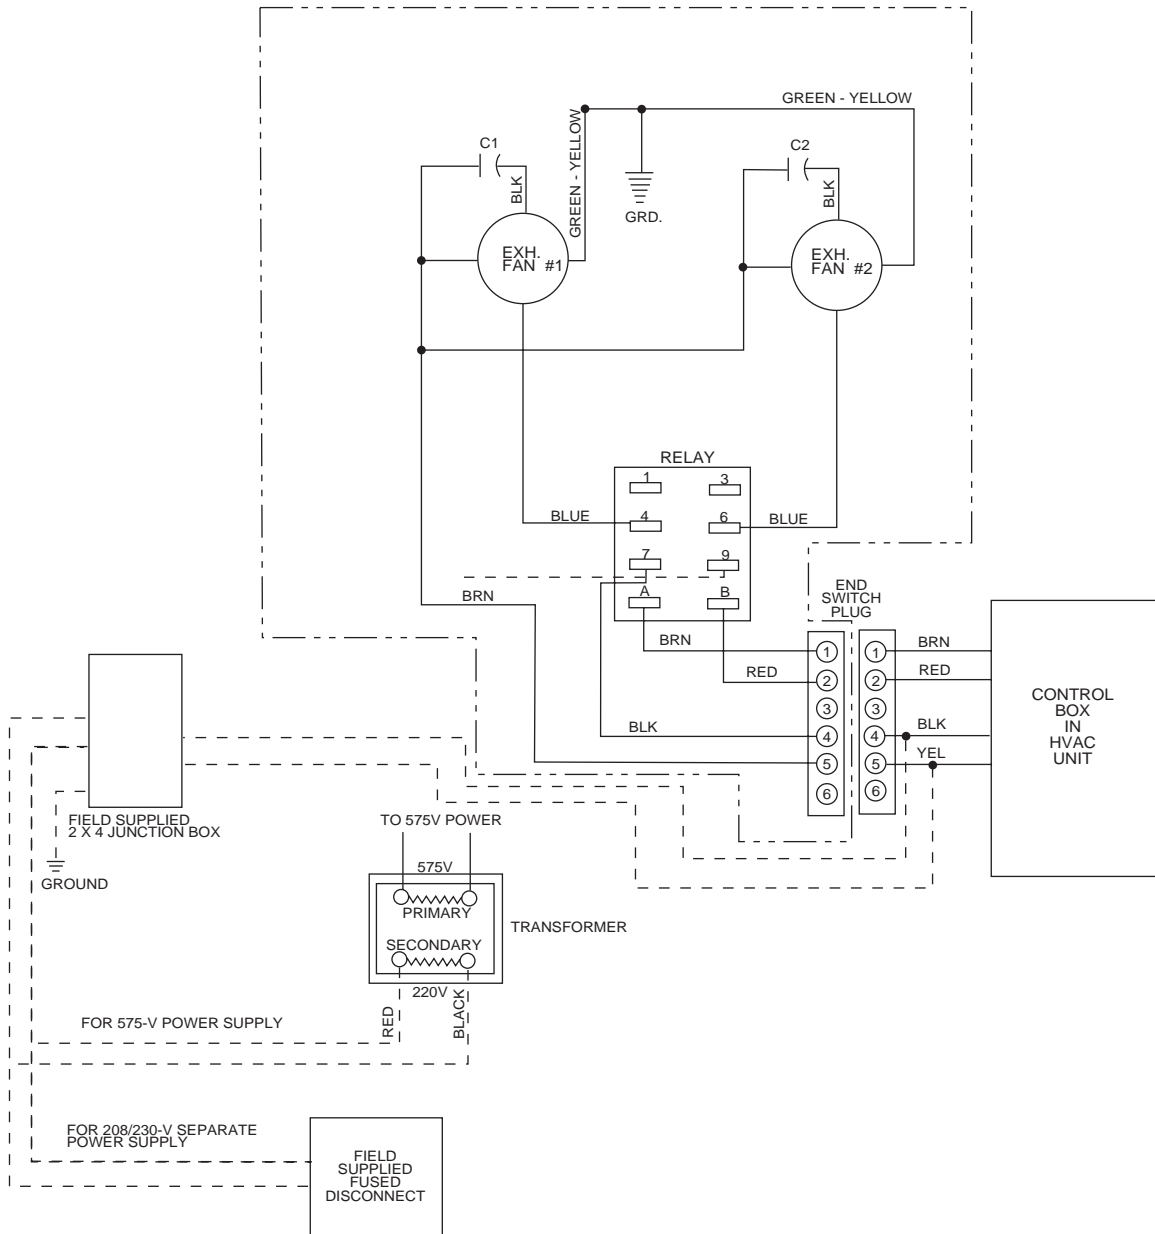 GREEN - YELLOW
GREEN - YELLOW
C1
C2
BLK
BLK
GRD.
EXH.
FAN #1
EXH.
FAN #2
RELAY
1
3
4
6
BLUE
BLUE
7
9
A
B
BRN
END
SWITCH
PLUG
BRN
RED
BLK
1
2
3
4
5
6
1
2
3
4
5
6
BRN
RED
BLK
YEL
CONTROL
BOX
IN
HVAC
UNIT
FIELD SUPPLIED
2 X 4 JUNCTION BOX
GROUND
TO 575V POWER
575V
PRIMARY
SECONDARY
220V
TRANSFORMER
RED
BLACK
FOR 575-V POWER SUPPLY
FOR 208/230-V SEPARATE
POWER SUPPLY
FIELD
SUPPLIED
FUSED
DISCONNECT